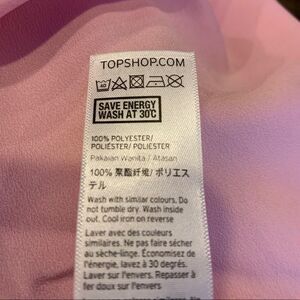 TOPSHOP.COM
40
SAVE ENERGY
WASH AT 30°C
100% POLYESTER/
POLIÉSTER/ POLIESTER
Pakaian Wanita / Atasan
100% 聚酯纤维/ ポリエス
テル
Wash with similar colours. Do
not tumble dry. Wash inside
out. Cool iron on reverse
Laver avec des couleurs
similaires. Ne pas faire sécher
au sèche-linge. Économisez de
l'énergie, lavez à 30 degrés.
Laver sur l'envers. Repasser à
fer doux sur l'envers